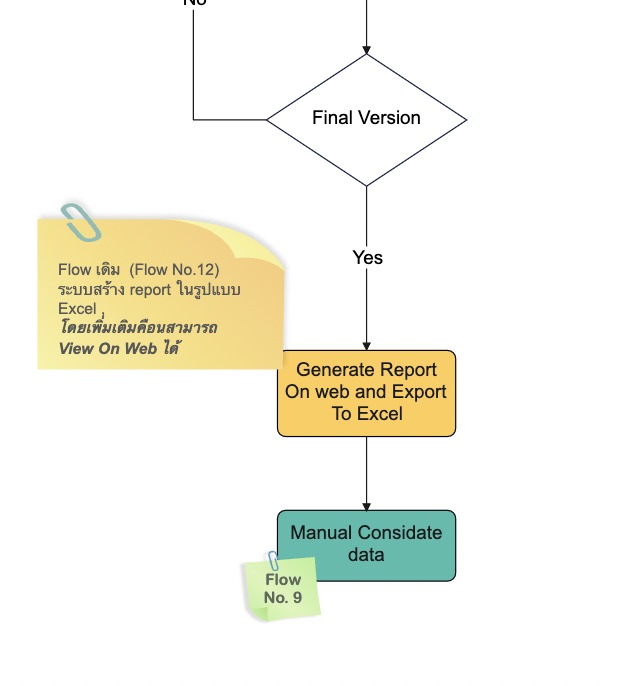 No
Final Version
Yes
Flow เดิม (Flow No.12)
ระบบสร้าง report ในรูปแบบ
Excel
โดยเพิ่มเติมคือนสามารถ
View On Web ได้
Generate Report
On web and Export
To Excel
Manual Considate
data
Flow
No. 9